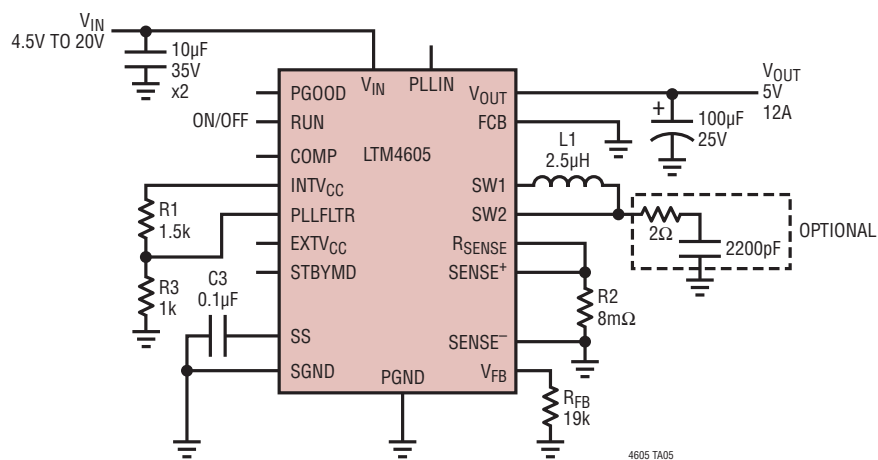 VIN
4.5V TO 20V
10µF
35V
x2
ON/OFF
PGOOD
VIN
PLLIN
VOUT
RUN
FCB
COMP
LTM4605
INTVCC
SW1
PLLFLTR
SW2
EXTVCC
RSENSE
STBYMD
SENSE+
SS
SENSE–
SGND
PGND
VFB
VOUT
5V
12A
+
100µF
25V
L1
2.5µH
2Ω
2200pF
OPTIONAL
R1
1.5k
R3
1k
C3
0.1µF
R2
8mΩ
RFB
19k
4605 TA05